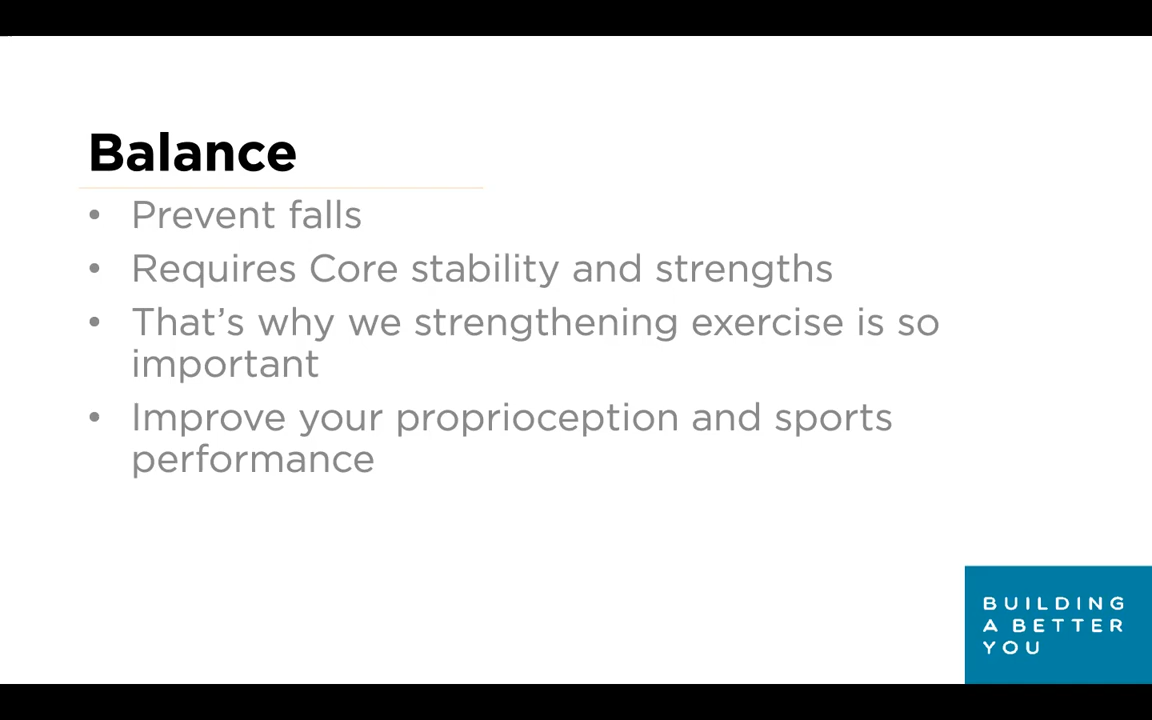 Balance
• Prevent falls
• Requires Core stability and strengths
• That’s why we strengthening exercise is so
important
• Improve your proprioception and sports
performance
BUILDING
A BETTER
YOU